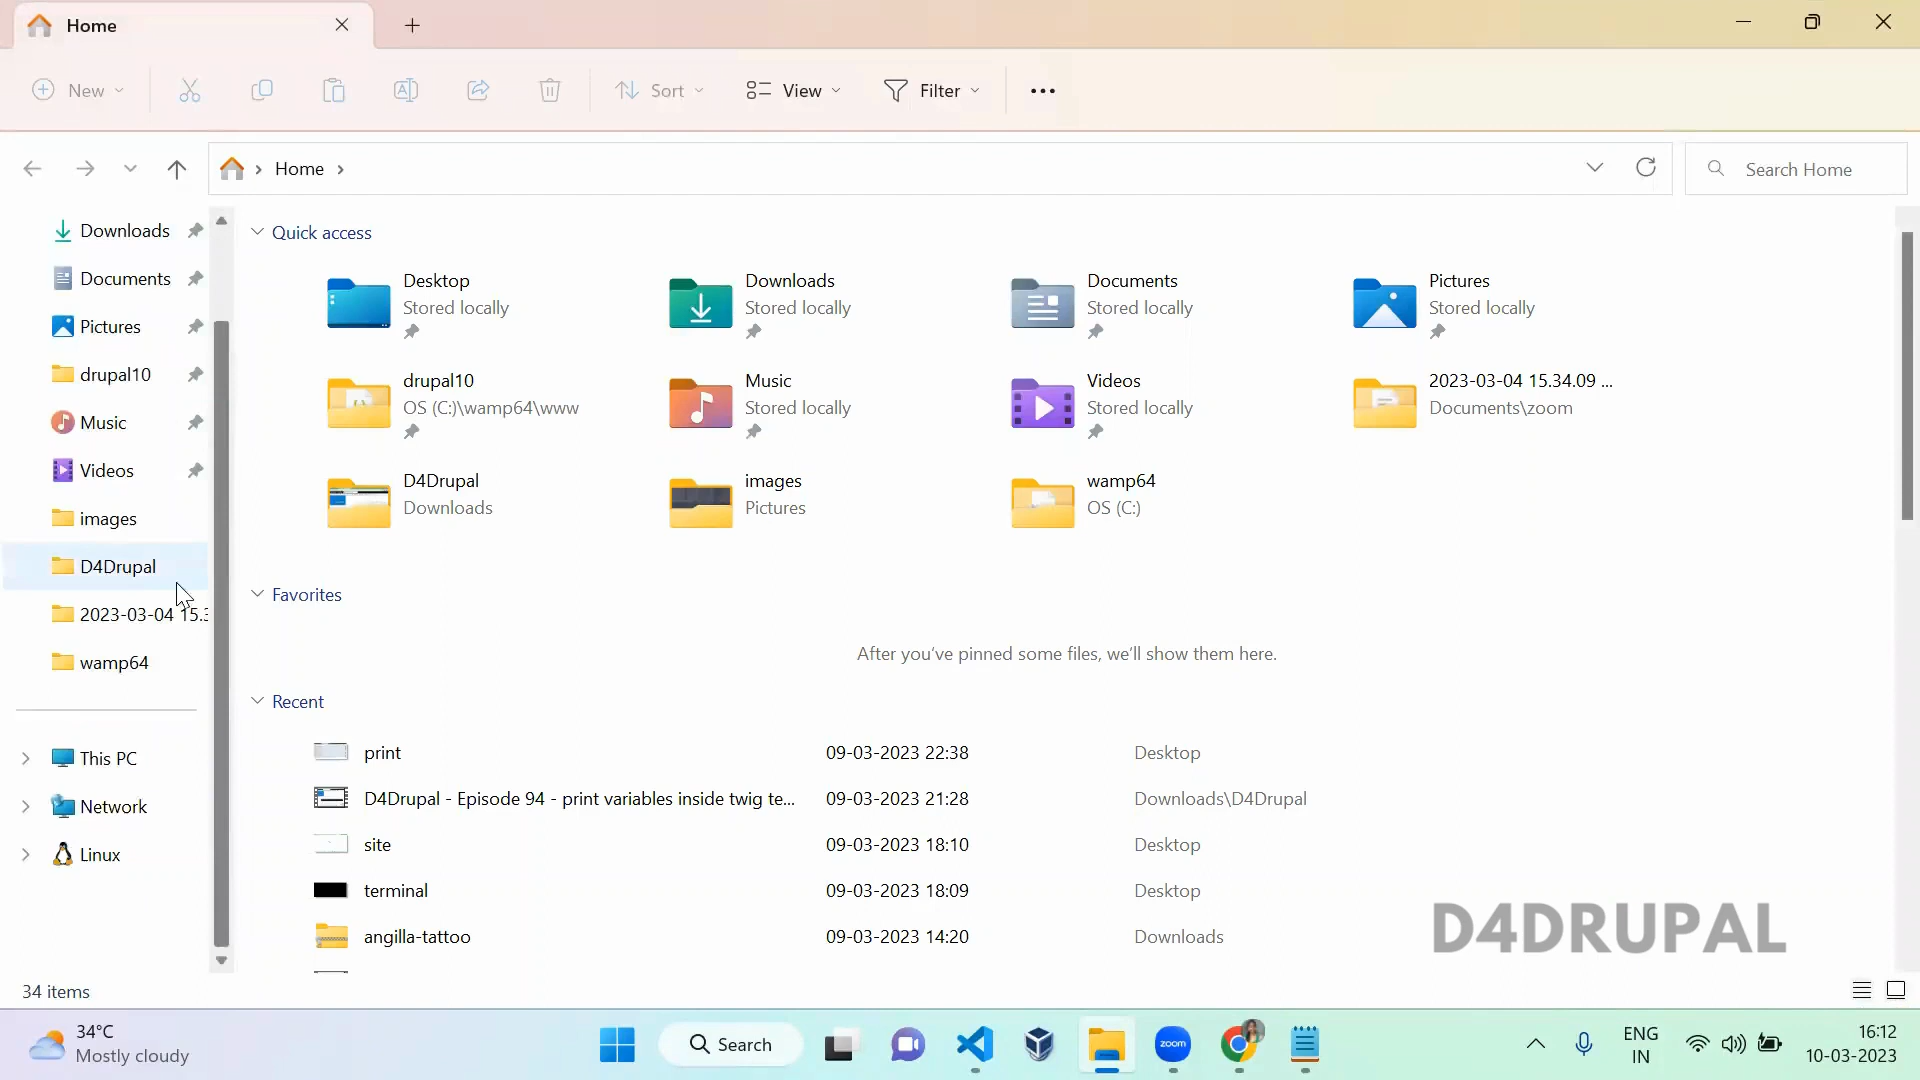 Home
New
Sort
View
Filter
Home
Search Home
Downloads
Documents
Pictures
drupal10
Music
Videos
images
D4Drupal
2023-03-04 15.3
wamp64
This PC
Network
Linux
Quick access
Desktop
Stored locally
Downloads
Stored locally
Documents
Stored locally
Pictures
Stored locally
drupal10
OS (C:)\wamp64\www
Music
Stored locally
Videos
Stored locally
2023-03-04 15.34.09 ...
Documents\zoom
D4Drupal
Downloads
images
Pictures
wamp64
OS (C:)
Favorites
After you've pinned some files, we'll show them here.
Recent
print 09-03-2023 22:38 Desktop
D4Drupal - Episode 94 - print variables inside twig te... 09-03-2023 21:28 Downloads\D4Drupal
site 09-03-2023 18:10 Desktop
terminal 09-03-2023 18:09 Desktop
angilla-tattoo 09-03-2023 14:20 Downloads
D4DRUPAL
34 items
34°C
Mostly cloudy
Search
zoom
ENG
IN
16:12
10-03-2023